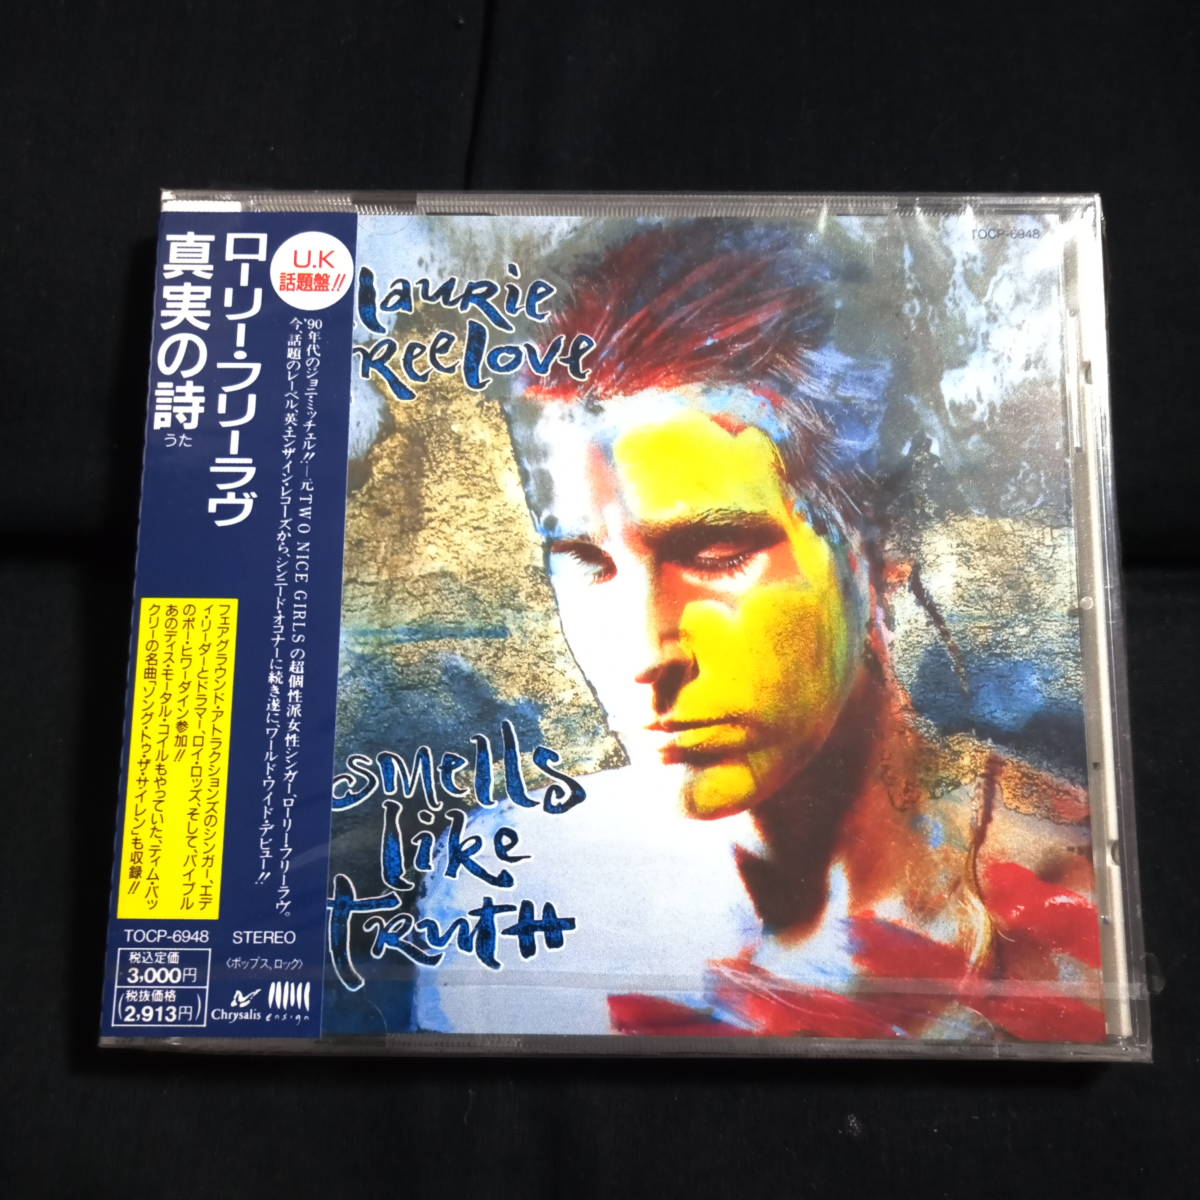 ローリー・フリーラヴ
真実の詩
うた
U.K
話題盤!!
'90年代のジョニ・ミッチェル!!—元TWO NICE GIRLSの超個性派女性シンガー、ローリー・フリーラヴ。
今、話題のレーベル、英・エンザイン・レコーズから、シンニード・オコナーに続き遂に、ワールド・ワイド・デビュー!!
フェアグラウンド・アトラクションズのシンガー、エデ
ィ・リーダーとドラマー、ロイ・ロッズ、そして、バイブル
のボー・ヒワーダイン参加!!
あのディス・モータル・コイルもやっていた、ティム・バッ
クリーの名曲「ソング・トゥ・ザ・サイレン」も収録!!
TOCP-6948 STEREO
税込定価
3,000円
(税抜価格
2,913円)
〈ポップス、ロック〉
Chrysalis
ensign
TOCP-6948
laurie
Reelove
smells
like
TRUTH